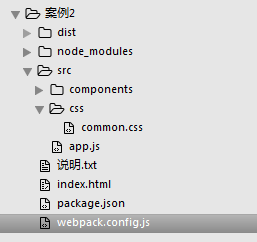 案例2
dist
node_modules
src
components
css
common.css
app.js
说明.txt
index.html
package.json
webpack.config.js